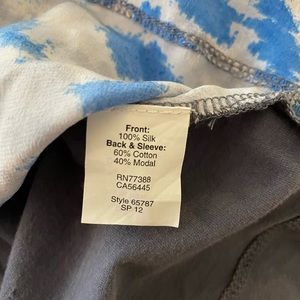 Front:
100% Silk
Back & Sleeve:
60% Cotton
40% Modal
RN77388
CA56445
Style 65787
SP 12